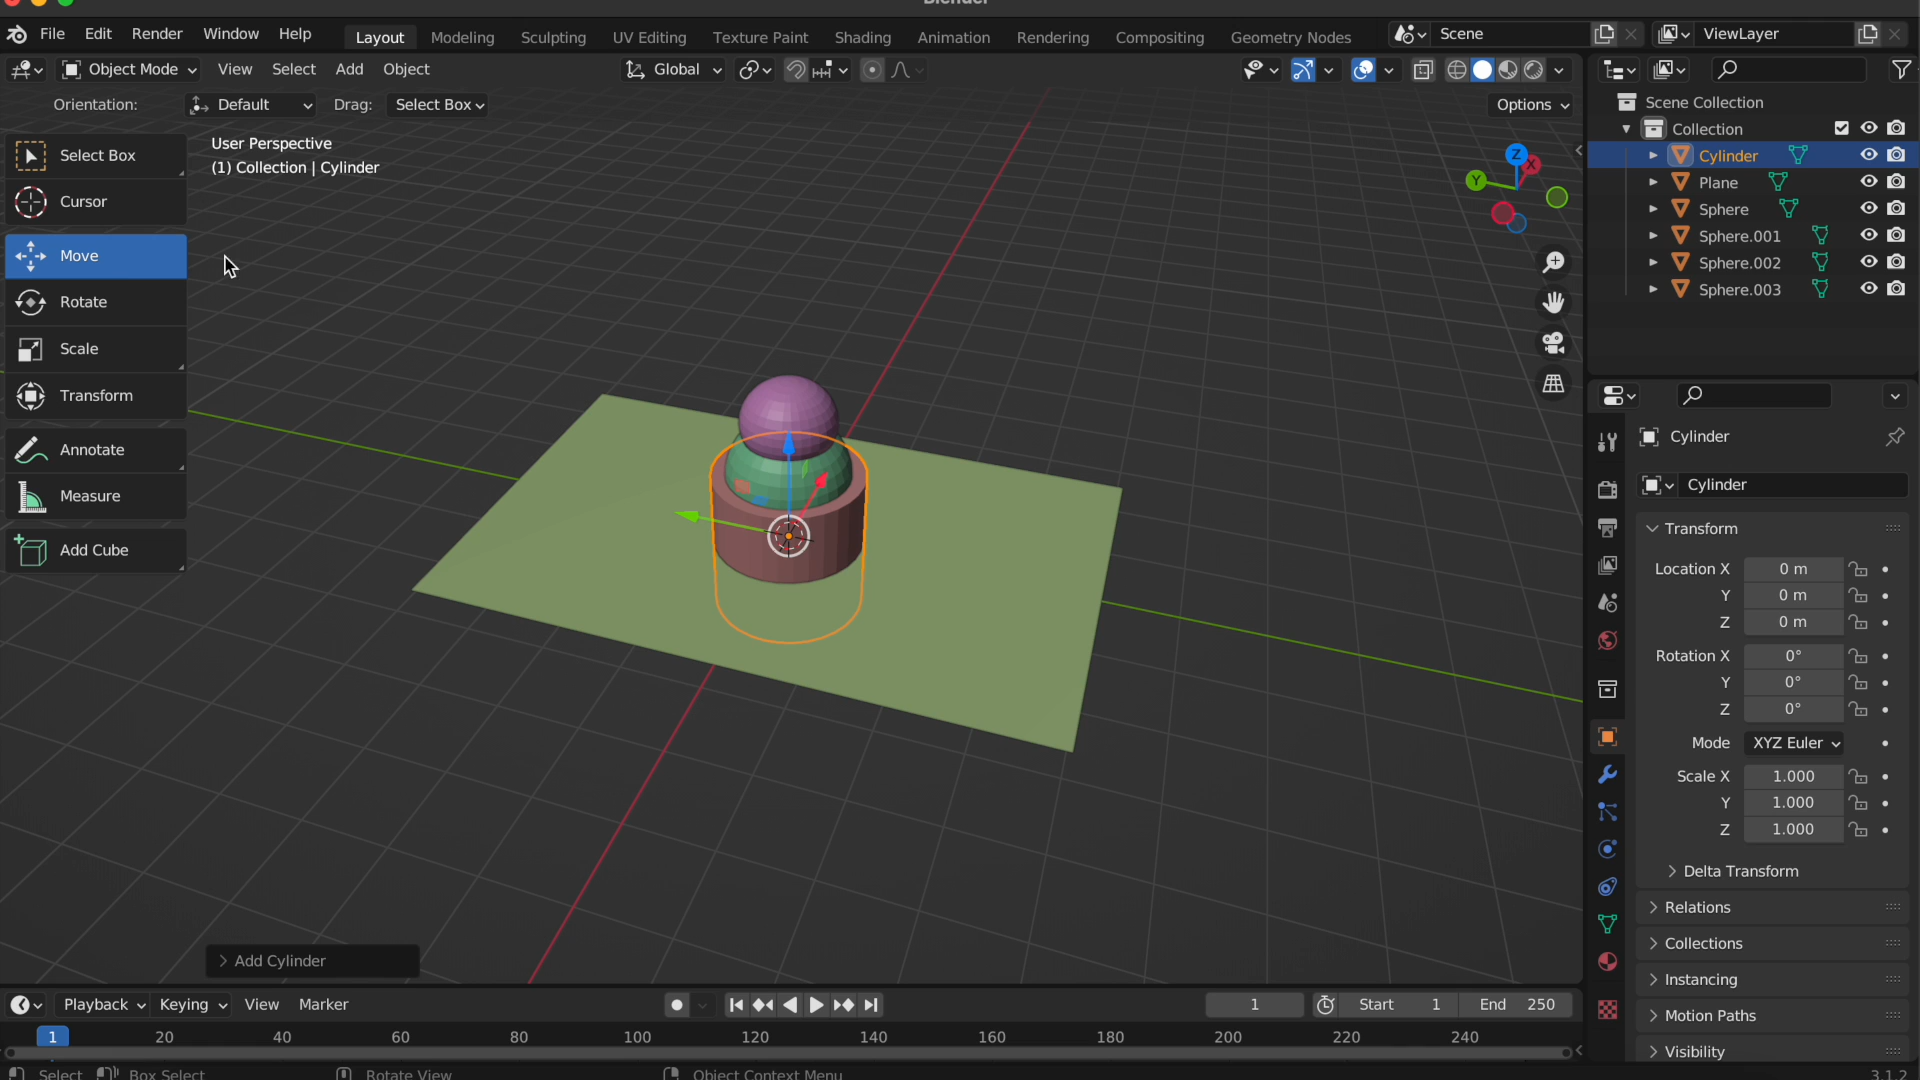 Blender
File Edit Render Window Help Layout Modeling Sculpting UV Editing Texture Paint Shading Animation Rendering Compositing Geometry Nodes Scene ViewLayer
Object Mode View Select Add Object Global
Orientation: Default Drag: Select Box Options
User Perspective
(1) Collection | Cylinder
Select Box
Cursor
Move
Rotate
Scale
Transform
Annotate
Measure
Add Cube
Z
X
Y
Add Cylinder
Scene Collection
Collection
Cylinder
Plane
Sphere
Sphere.001
Sphere.002
Sphere.003
Cylinder
Cylinder
Transform
Location X 0 m
Y 0 m
Z 0 m
Rotation X 0°
Y 0°
Z 0°
Mode XYZ Euler
Scale X 1.000
Y 1.000
Z 1.000
Delta Transform
Relations
Collections
Instancing
Motion Paths
Visibility
Playback Keying View Marker 1 Start 1 End 250
1 20 40 60 80 100 120 140 160 180 200 220 240
Select Box Select Rotate View Object Context Menu 3.1.2